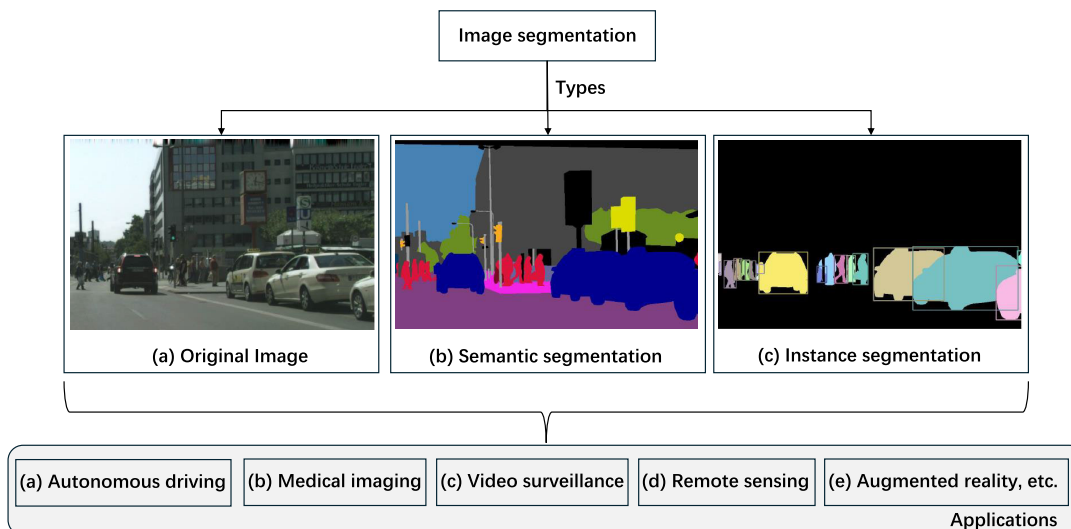 Image segmentation
Types
(a) Original Image
(b) Semantic segmentation
(c) Instance segmentation
(a) Autonomous driving
(b) Medical imaging
(c) Video surveillance
(d) Remote sensing
(e) Augmented reality, etc.
Applications